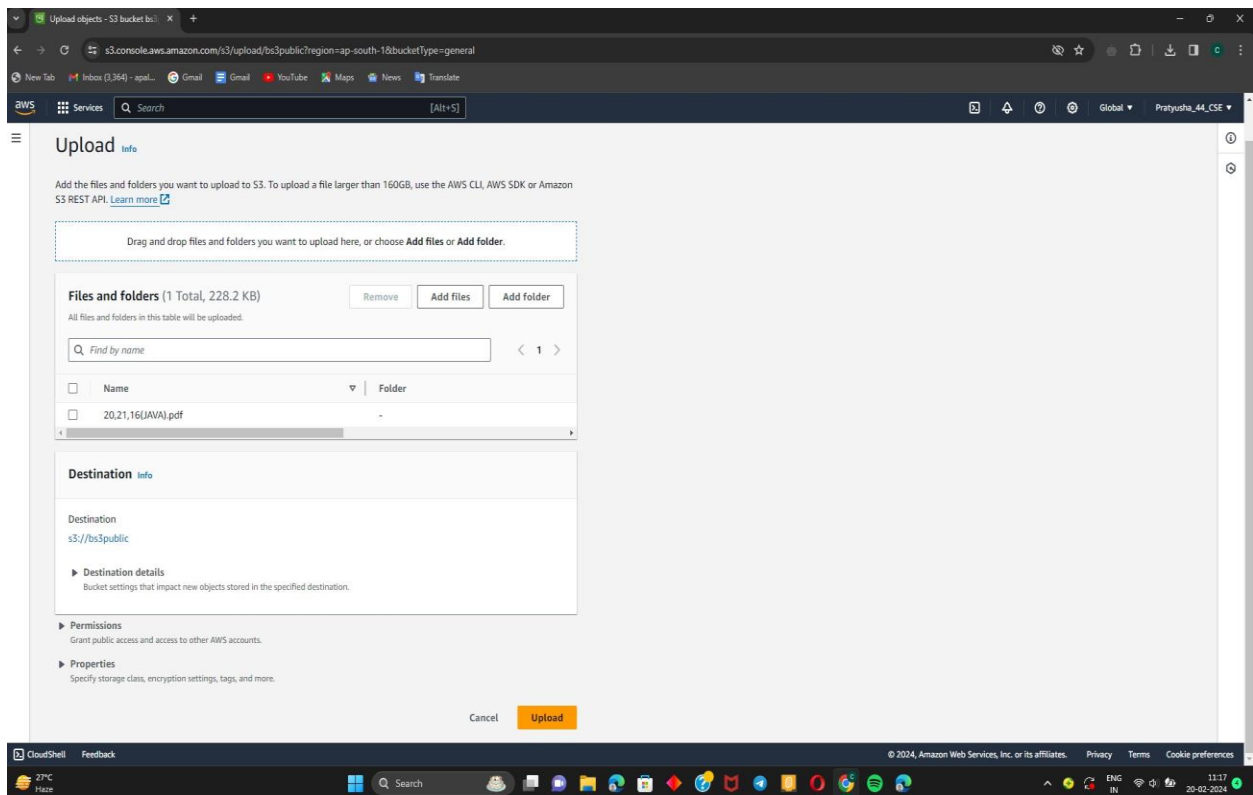 Upload objects - S3 bucket bs3
s3.console.aws.amazon.com/s3/upload/bs3public?region=ap-south-1&bucketType=general
New Tab Inbox (3,364) - apal... Gmail Gmail YouTube Maps News Translate
aws Services Search [Alt+S] Global Pratyusha_44_CSE
Upload Info
Add the files and folders you want to upload to S3. To upload a file larger than 160GB, use the AWS CLI, AWS SDK or Amazon
S3 REST API. Learn more
Drag and drop files and folders you want to upload here, or choose Add files or Add folder.
Files and folders (1 Total, 228.2 KB) Remove Add files Add folder
All files and folders in this table will be uploaded.
Find by name 1
Name Folder
20,21,16(JAVA).pdf -
Destination Info
Destination
s3://bs3public
Destination details
Bucket settings that impact new objects stored in the specified destination.
Permissions
Grant public access and access to other AWS accounts.
Properties
Specify storage class, encryption settings, tags, and more.
Cancel Upload
CloudShell Feedback © 2024, Amazon Web Services, Inc. or its affiliates. Privacy Terms Cookie preferences
27°C Search ENG 11:17
Haze IN 20-02-2024